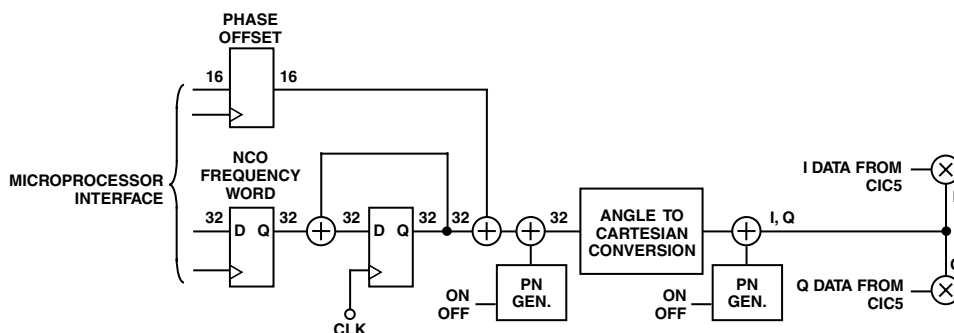 PHASE
OFFSET
16
16
MICROPROCESSOR
INTERFACE
NCO
FREQUENCY
WORD
32
D Q
32
32
D Q
32
32
CLK
32
PN
GEN.
ON
OFF
ANGLE TO
CARTESIAN
CONVERSION
I, Q
PN
GEN.
ON
OFF
I DATA FROM
CIC5
Q DATA FROM
CIC5